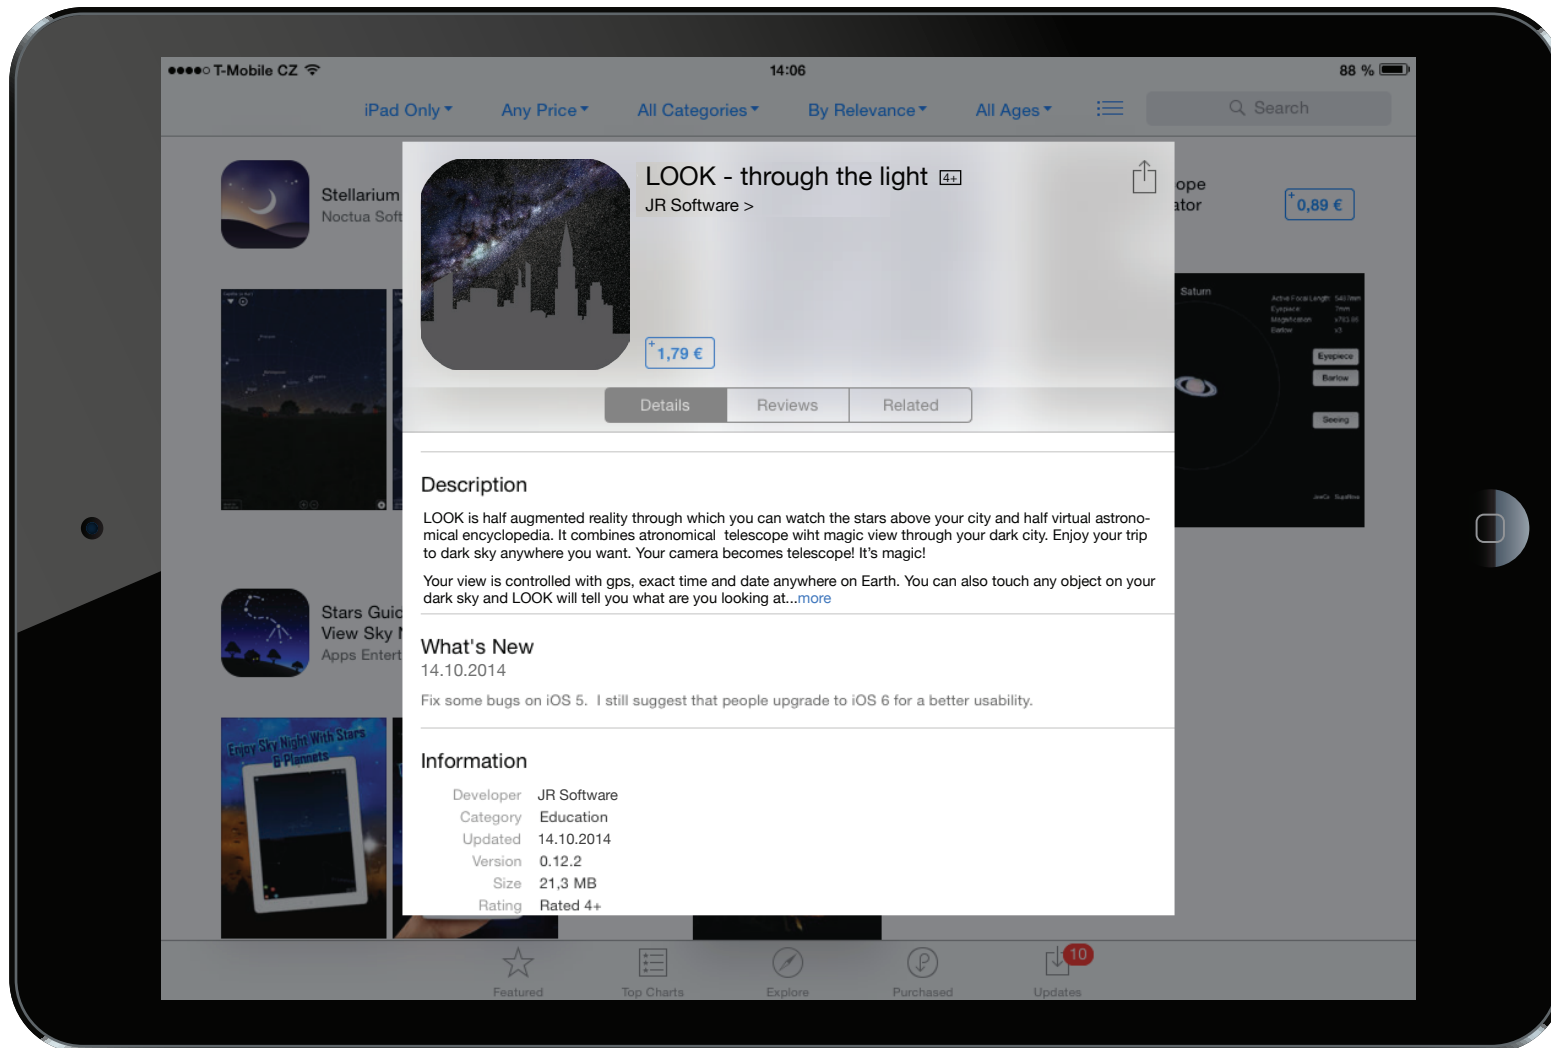 T-Mobile CZ
14:06
88 %
iPad Only
Any Price
All Categories
By Relevance
All Ages
Search
Stellarium
Noctua Soft
LOOK - through the light 4+
JR Software >
+ 1,79 €
ope
ator
+ 0,89 €
Details
Reviews
Related
Saturn
Active Focal Length
Eyepiece 7mm
Magnification
Barlow x3
Eyepiece
Barlow
Seeing
Description
LOOK is half augmented reality through which you can watch the stars above your city and half virtual astrono-
mical encyclopedia. It combines atronomical telescope wiht magic view through your dark city. Enjoy your trip
to dark sky anywhere you want. Your camera becomes telescope! It's magic!
Your view is controlled with gps, exact time and date anywhere on Earth. You can also touch any object on your
dark sky and LOOK will tell you what are you looking at...more
Stars Guid
View Sky N
Apps Entert
What's New
14.10.2014
Fix some bugs on iOS 5. I still suggest that people upgrade to iOS 6 for a better usability.
Enjoy Sky Night With Stars
& Plannets
Information
Developer JR Software
Category Education
Updated 14.10.2014
Version 0.12.2
Size 21,3 MB
Rating Rated 4+
Featured
Top Charts
Explore
Purchased
10
Updates